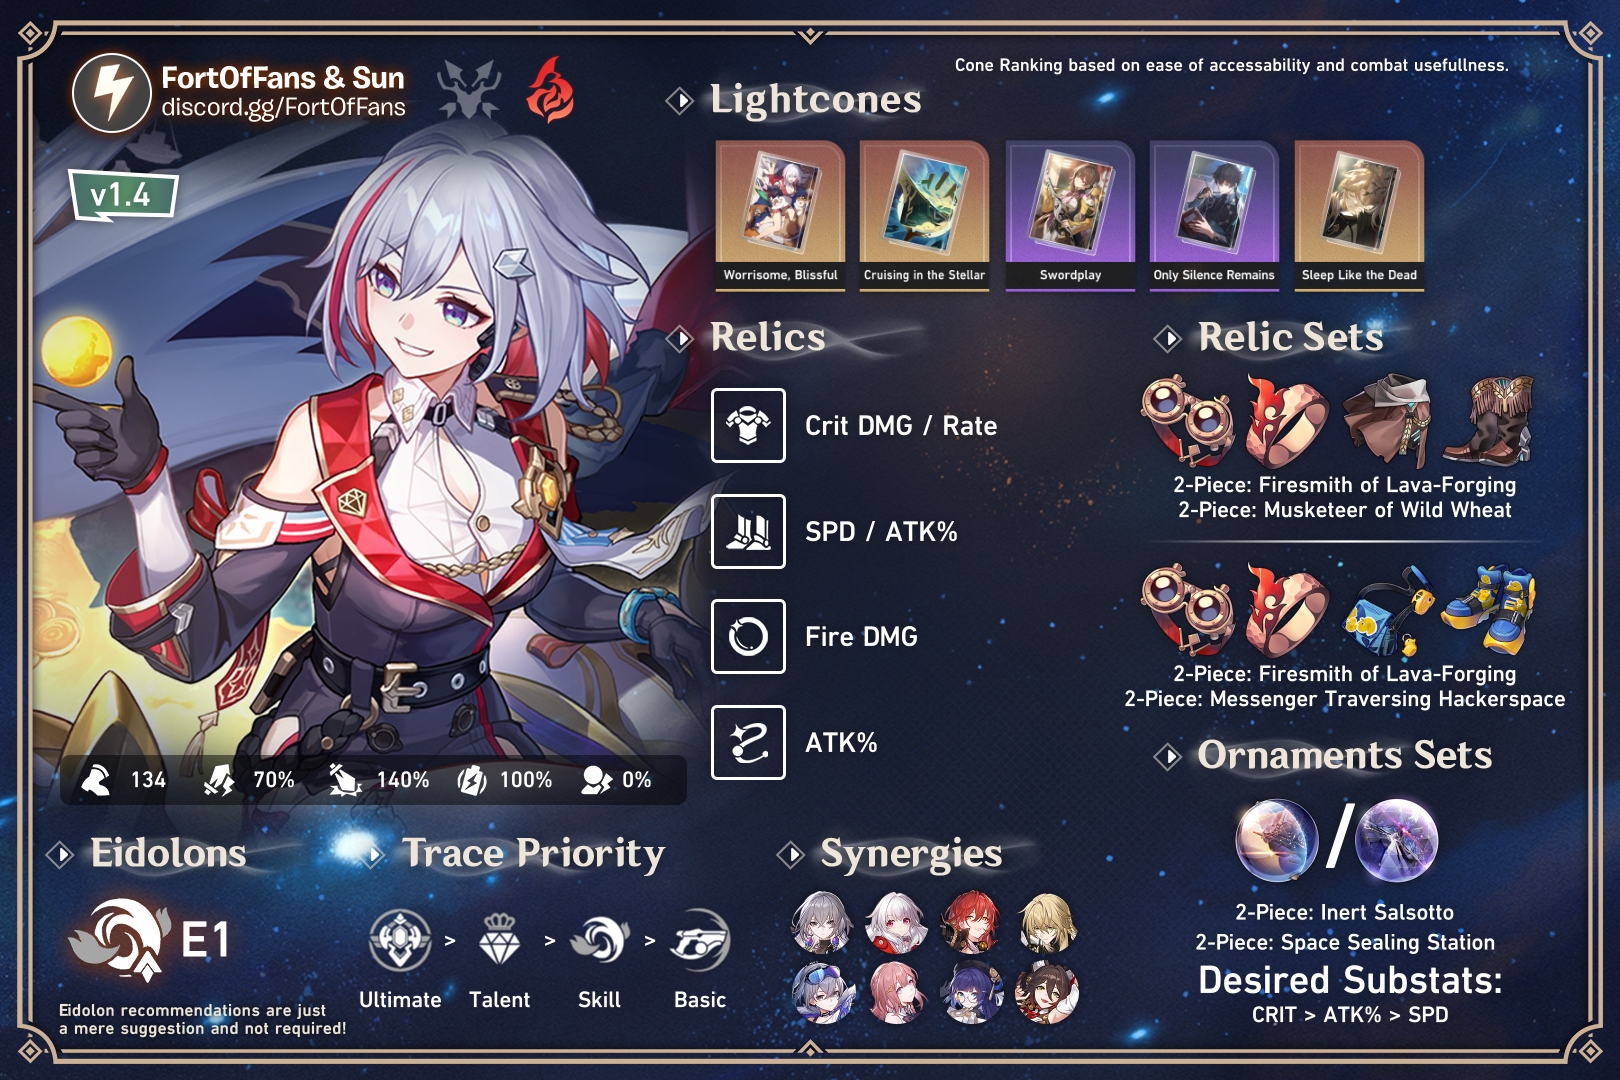 FortOfFans & Sun
discord.gg/FortOfFans
v1.4
134
70%
140%
100%
0%
Cone Ranking based on ease of accessability and combat usefullness.
Lightcones
Worrisome, Blissful
Cruising in the Stellar
Swordplay
Only Silence Remains
Sleep Like the Dead
Relics
Crit DMG / Rate
SPD / ATK%
Fire DMG
ATK%
Relic Sets
2-Piece: Firesmith of Lava-Forging
2-Piece: Musketeer of Wild Wheat
2-Piece: Firesmith of Lava-Forging
2-Piece: Messenger Traversing Hackerspace
Ornaments Sets
/
2-Piece: Inert Salsotto
2-Piece: Space Sealing Station
Desired Substats:
CRIT > ATK% > SPD
Eidolons
E1
Eidolon recommendations are just
a mere suggestion and not required!
Trace Priority
> > >
Ultimate Talent Skill Basic
Synergies